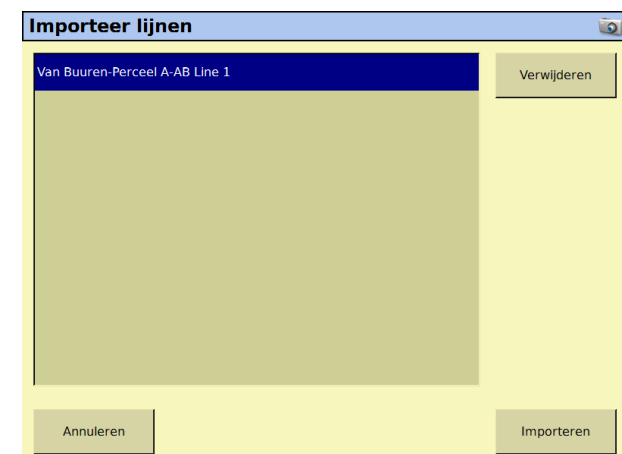 Importeer lijnen
Van Buuren-Perceel A-AB Line 1
Verwijderen
Annuleren
Importeren